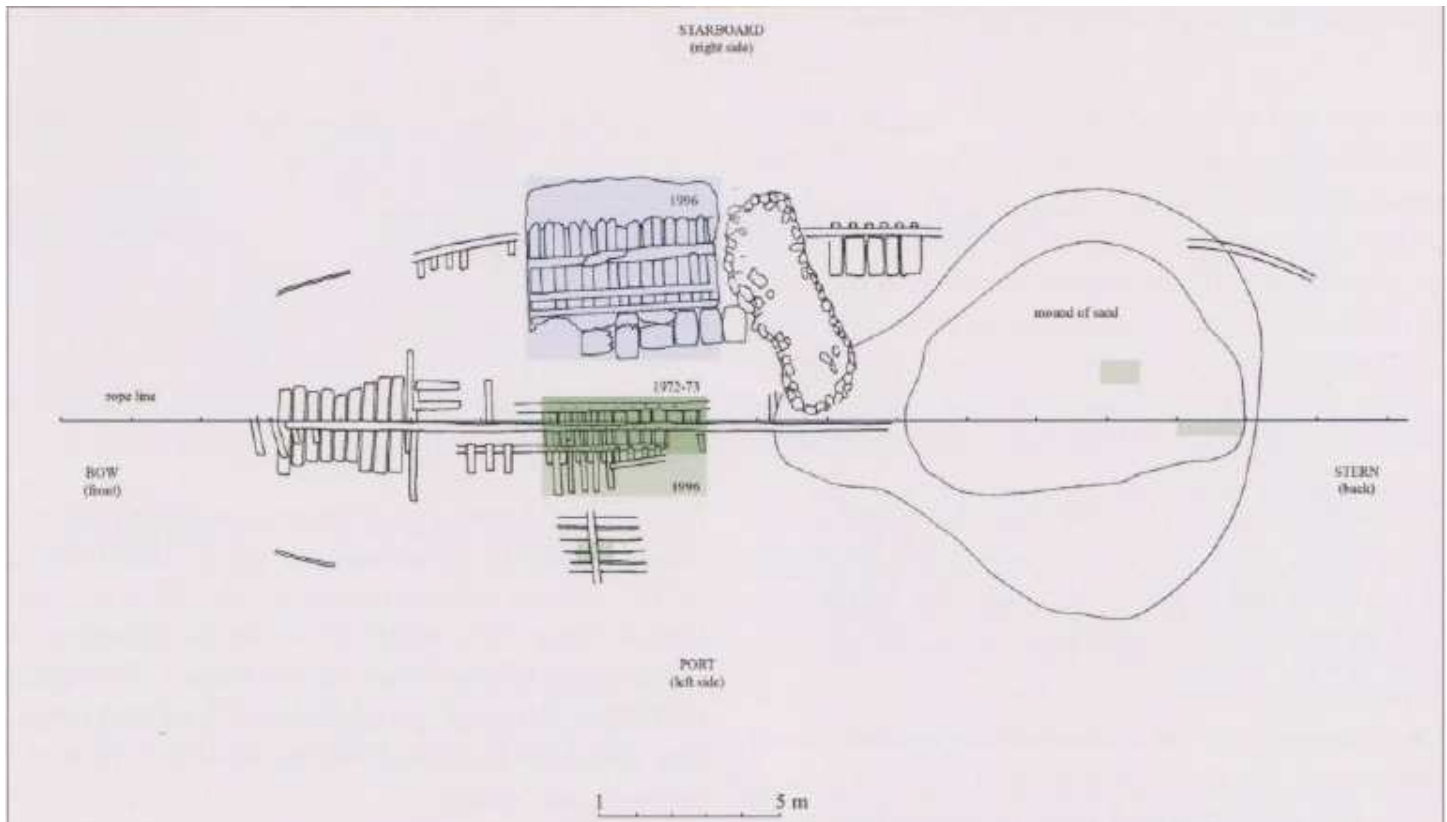 STARBOARD
(right side)
1996
mound of sand
1972-73
rope line
BOW
(front)
1996
STERN
(back)
PORT
(left side)
1 5 m